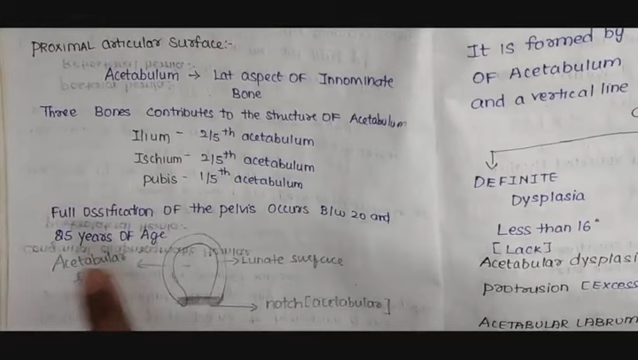 PROXIMAL articular surface:-
Acetabulum → Lat aspect OF Innominate
Bone
Three Bones contributes to the structure OF Acetabulum
Ilium - 2/5th acetabulum
Ischium - 2/5th acetabulum
Pubis - 1/5th acetabulum
Full Ossification OF the pelvis Occurs B/w 20 and
25 years OF Age
Acetabular
Lunate surface
notch [acetabular]
It is formed by
OF Acetabulum
and a vertical line
DEFINITE
Dysplasia
Less than 16°
[Lack]
Acetabular dysplasi
Protrusion [Excess
ACETABULAR LABRUM